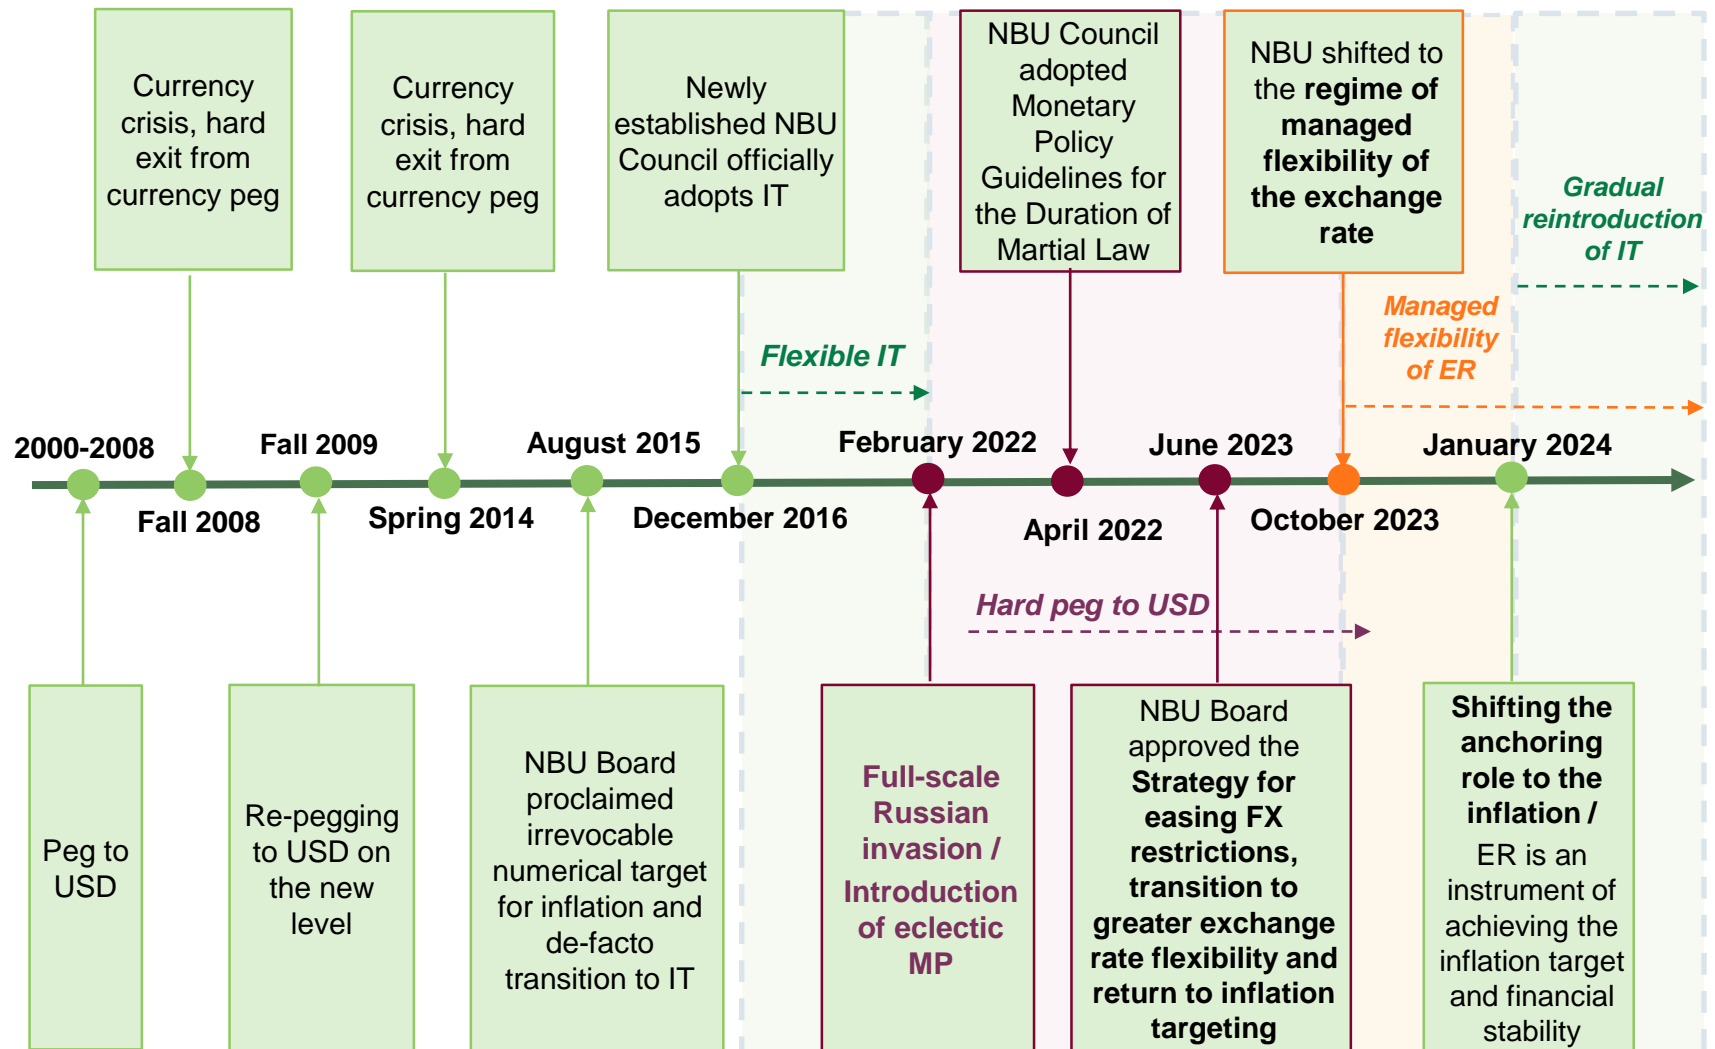 Currency
crisis, hard
exit from
currency peg
Currency
crisis, hard
exit from
currency peg
Newly
established NBU
Council officially
adopts IT
NBU Council
adopted
Monetary
Policy
Guidelines for
the Duration of
Martial Law
NBU shifted to
the regime of
managed
flexibility of
the exchange
rate
Gradual
reintroduction
of IT
Flexible IT
Managed
flexibility
of ER
2000-2008
Fall 2008
Fall 2009
Spring 2014
August 2015
December 2016
February 2022
April 2022
June 2023
October 2023
January 2024
Hard peg to USD
Peg to
USD
Re-pegging
to USD on
the new
level
NBU Board
proclaimed
irrevocable
numerical target
for inflation and
de-facto
transition to IT
Full-scale
Russian
invasion /
Introduction
of eclectic
MP
NBU Board
approved the
Strategy for
easing FX
restrictions,
transition to
greater exchange
rate flexibility and
return to inflation
targeting
Shifting the
anchoring
role to the
inflation /
ER is an
instrument of
achieving the
inflation target
and financial
stability